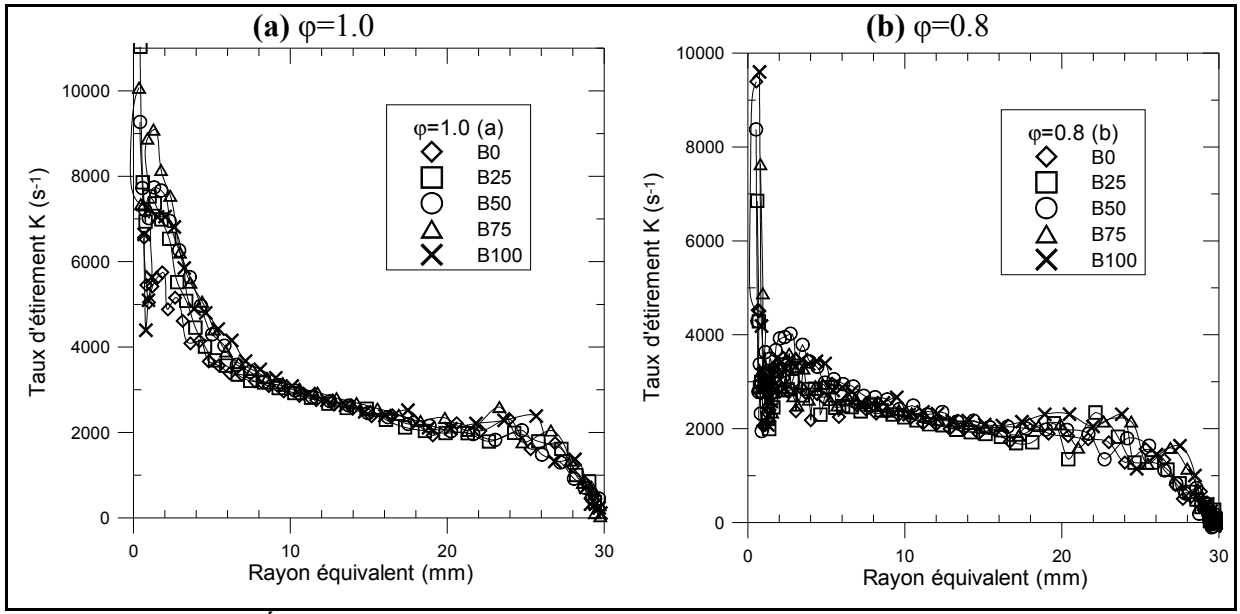 (a) φ=1.0
10000
8000
6000
4000
2000
0
0 10 20 30
Taux d'étirement K (s⁻¹)
Rayon équivalent (mm)
φ=1.0 (a)
B0
B25
B50
B75
B100
(b) φ=0.8
10000
8000
6000
4000
2000
0
0 10 20 30
Taux d'étirement K (s⁻¹)
Rayon équivalent (mm)
φ=0.8 (b)
B0
B25
B50
B75
B100